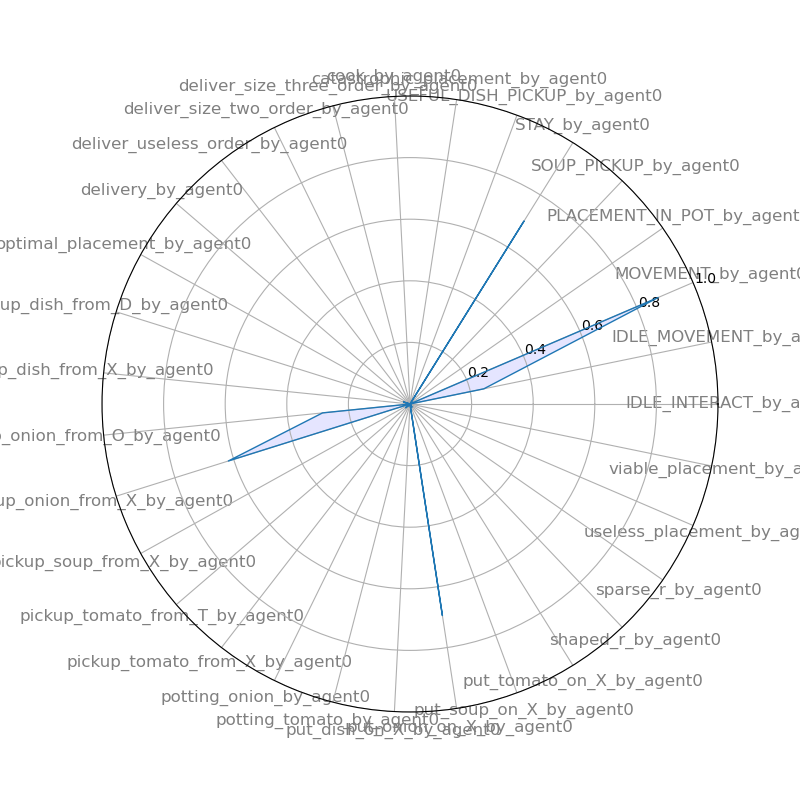 cook_by_agent0
catastrophic_placement_by_agent0
deliver_size_three_order_by_agent0
USEFUL_DISH_PICKUP_by_agent0
deliver_size_two_order_by_agent0
STAY_by_agent0
deliver_useless_order_by_agent0
SOUP_PICKUP_by_agent0
delivery_by_agent0
PLACEMENT_IN_POT_by_agent
optimal_placement_by_agent0
MOVEMENT_by_agent0
1.0
up_dish_from_D_by_agent0
0.8
0.6
IDLE_MOVEMENT_by_a
0.4
p_dish_from_X_by_agent0
0.2
IDLE_INTERACT_by_a
o_onion_from_O_by_agent0
viable_placement_by_a
up_onion_from_X_by_agent0
useless_placement_by_ag
pickup_soup_from_X_by_agent0
sparse_r_by_agent0
pickup_tomato_from_T_by_agent0
shaped_r_by_agent0
pickup_tomato_from_X_by_agent0
put_tomato_on_X_by_agent0
potting_onion_by_agent0
put_soup_on_X_by_agent0
potting_tomato_by_agent0
put_onion_on_X_by_agent0
put_dish_on_X_by_agent0